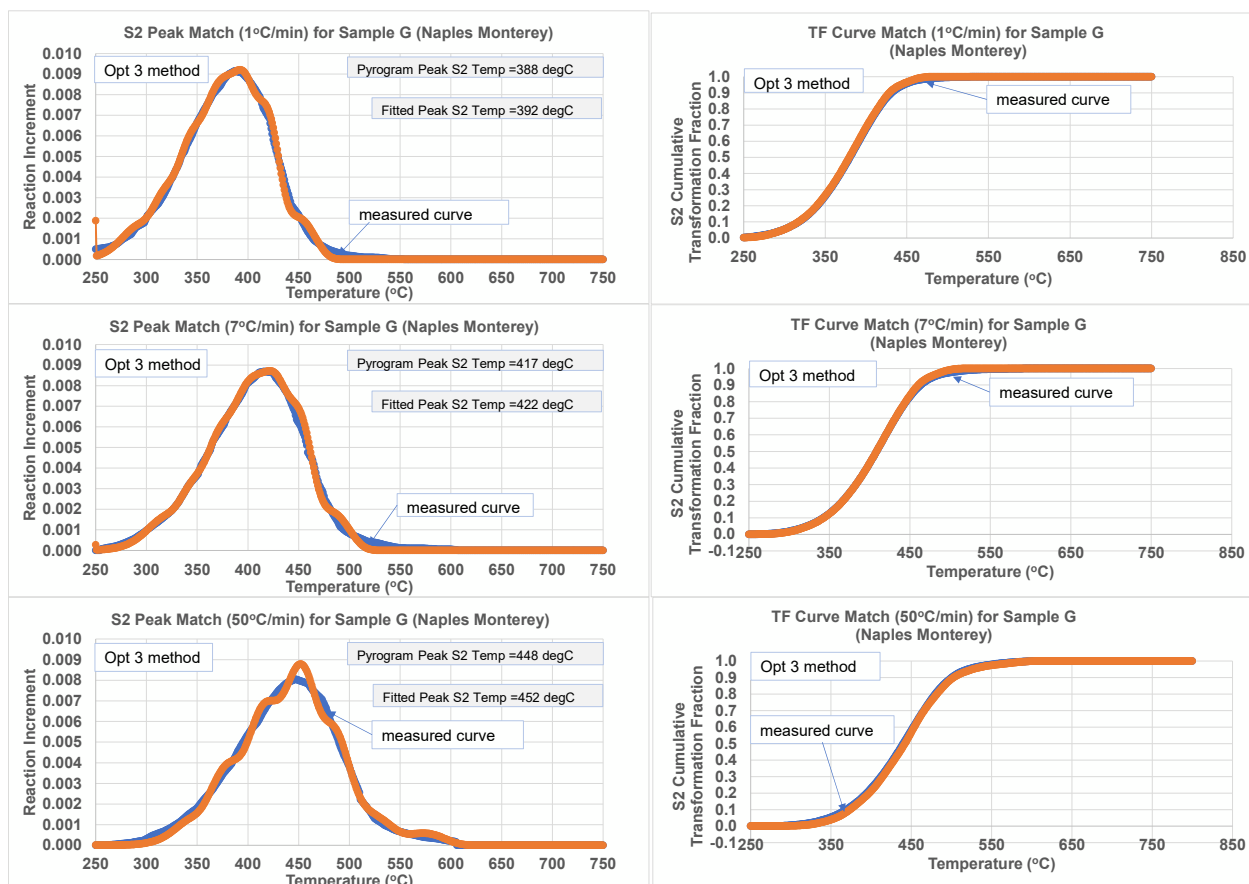 S2 Peak Match (1oC/min) for Sample G (Naples Monterey)
Opt 3 method
Pyrogram Peak S2 Temp =388 degC
Fitted Peak S2 Temp =392 degC
measured curve
Reaction Increment
0.010
0.009
0.008
0.007
0.006
0.005
0.004
0.003
0.002
0.001
0.000
250 300 350 400 450 500 550 600 650 700 750
Temperature (oC)
TF Curve Match (1oC/min) for Sample G
(Naples Monterey)
Opt 3 method
measured curve
S2 Cumulative
Transformation Fraction
1.0
0.9
0.8
0.7
0.6
0.5
0.4
0.3
0.2
0.1
0.0
250 350 450 550 650 750 850
Temperature (oC)
S2 Peak Match (7oC/min) for Sample G (Naples Monterey)
Opt 3 method
Pyrogram Peak S2 Temp =417 degC
Fitted Peak S2 Temp =422 degC
measured curve
Reaction Increment
0.010
0.009
0.008
0.007
0.006
0.005
0.004
0.003
0.002
0.001
0.000
250 300 350 400 450 500 550 600 650 700 750
Temperature (oC)
TF Curve Match (7oC/min) for Sample G
(Naples Monterey)
Opt 3 method
measured curve
S2 Cumulative
Transformation Fraction
1.0
0.9
0.8
0.7
0.6
0.5
0.4
0.3
0.2
0.1
0.0
-0.1
250 350 450 550 650 750 850
Temperature (oC)
S2 Peak Match (50oC/min) for Sample G (Naples Monterey)
Opt 3 method
Pyrogram Peak S2 Temp =448 degC
Fitted Peak S2 Temp =452 degC
measured curve
Reaction Increment
0.010
0.009
0.008
0.007
0.006
0.005
0.004
0.003
0.002
0.001
0.000
250 300 350 400 450 500 550 600 650 700 750
Temperature (oC)
TF Curve Match (50oC/min) for Sample G
(Naples Monterey)
Opt 3 method
measured curve
S2 Cumulative
Transformation Fraction
1.0
0.9
0.8
0.7
0.6
0.5
0.4
0.3
0.2
0.1
0.0
-0.1
250 350 450 550 650 750 850
Temperature (oC)